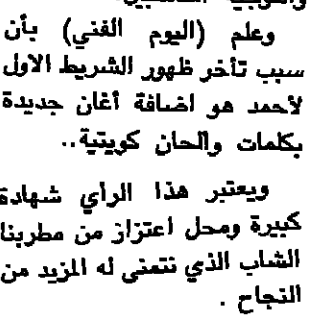 وعلم (اليوم الفني) بأن
سبب تأخر ظهور الشريط الاول
لأحمد هو اضافة أغان جديدة
بكلمات والحان كويتية..
ويعتبر هذا الرأي شهادة
كبيرة ومحل اعتزاز من مطربنا
الشاب الذي نتمنى له المزيد من
النجاح .